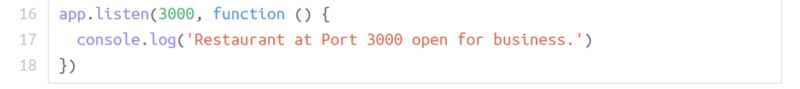 16 app.listen(3000, function () {
17   console.log('Restaurant at Port 3000 open for business.')
18 })